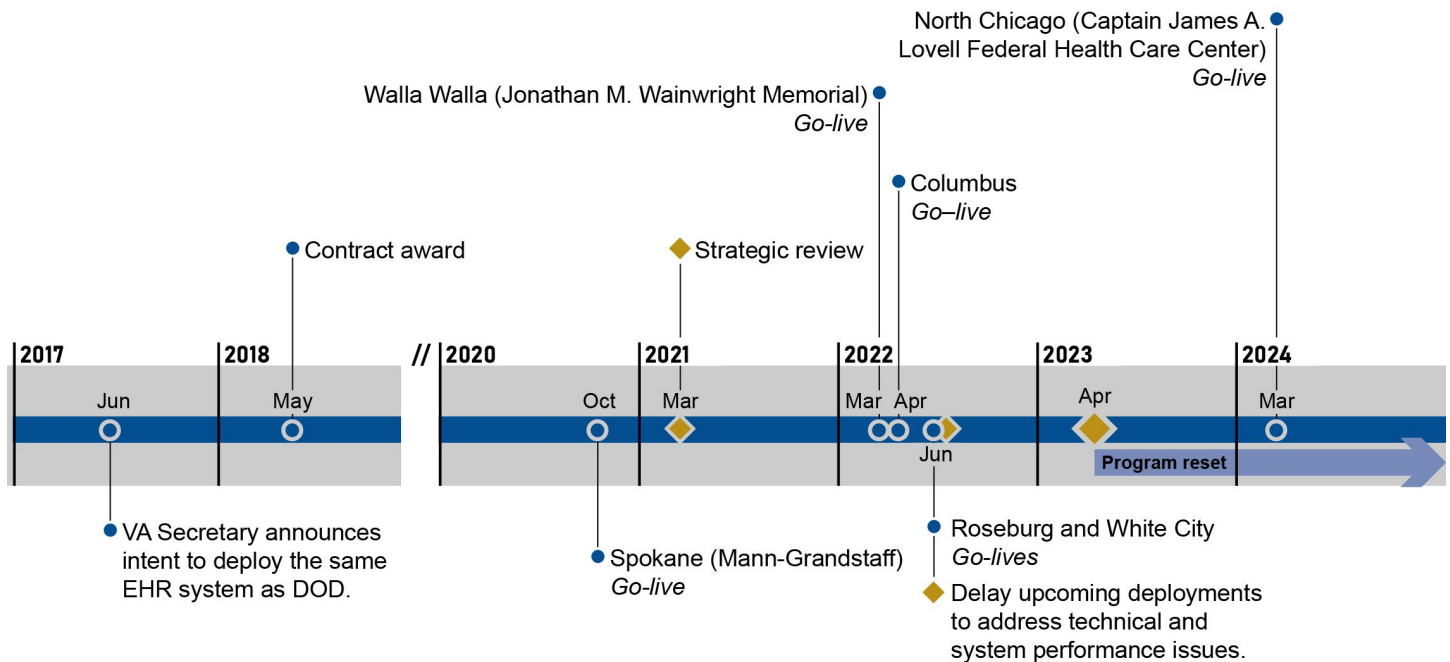 North Chicago (Captain James A.
Lovell Federal Health Care Center)
Go-live
Walla Walla (Jonathan M. Wainwright Memorial)
Go-live
Columbus
Go–live
Contract award
Strategic review
2017
2018
//
2020
2021
2022
2023
2024
Jun
May
Oct
Mar
Mar
Apr
Jun
Apr
Mar
Program reset
VA Secretary announces
intent to deploy the same
EHR system as DOD.
Spokane (Mann-Grandstaff)
Go-live
Roseburg and White City
Go-lives
Delay upcoming deployments
to address technical and
system performance issues.